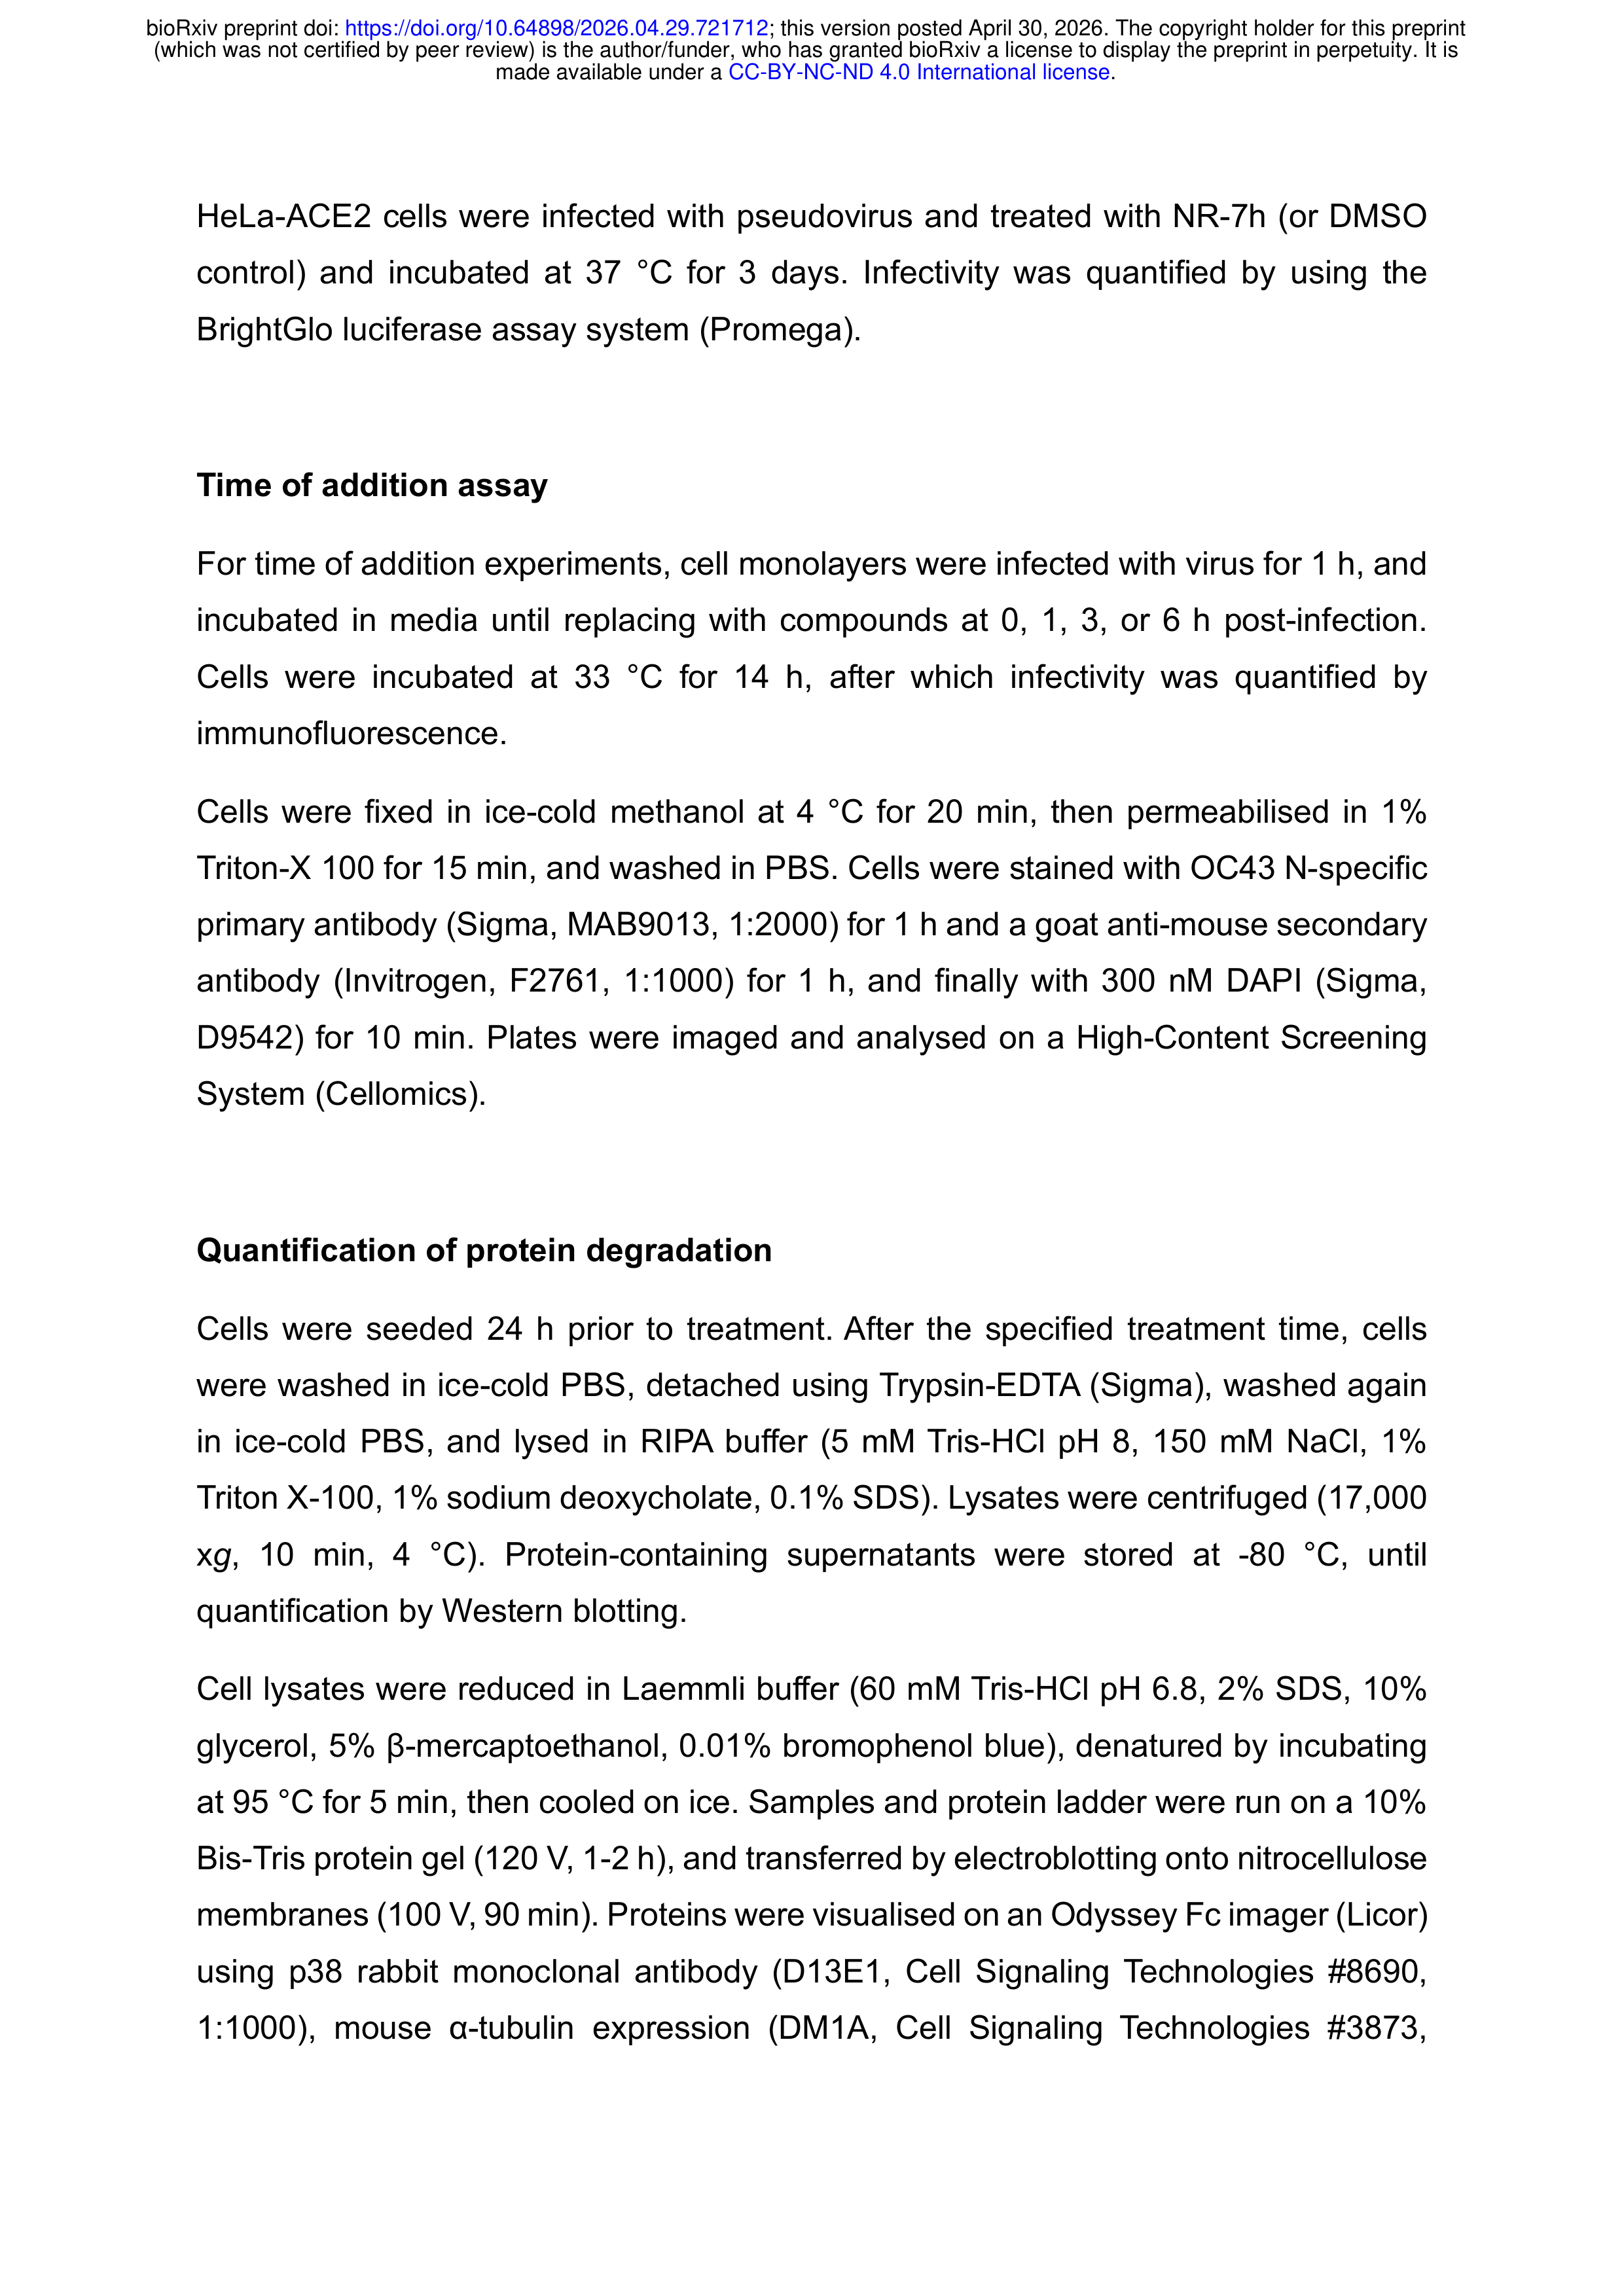 bioRxiv preprint doi: https://doi.org/10.64898/2026.04.29.721712; this version posted April 30, 2026. The copyright holder for this preprint
(which was not certified by peer review) is the author/funder, who has granted bioRxiv a license to display the preprint in perpetuity. It is
made available under a CC-BY-NC-ND 4.0 International license.
HeLa-ACE2 cells were infected with pseudovirus and treated with NR-7h (or DMSO
control) and incubated at 37 °C for 3 days. Infectivity was quantified by using the
BrightGlo luciferase assay system (Promega).
Time of addition assay
For time of addition experiments, cell monolayers were infected with virus for 1 h, and
incubated in media until replacing with compounds at 0, 1, 3, or 6 h post-infection.
Cells were incubated at 33 °C for 14 h, after which infectivity was quantified by
immunofluorescence.
Cells were fixed in ice-cold methanol at 4 °C for 20 min, then permeabilised in 1%
Triton-X 100 for 15 min, and washed in PBS. Cells were stained with OC43 N-specific
primary antibody (Sigma, MAB9013, 1:2000) for 1 h and a goat anti-mouse secondary
antibody (Invitrogen, F2761, 1:1000) for 1 h, and finally with 300 nM DAPI (Sigma,
D9542) for 10 min. Plates were imaged and analysed on a High-Content Screening
System (Cellomics).
Quantification of protein degradation
Cells were seeded 24 h prior to treatment. After the specified treatment time, cells
were washed in ice-cold PBS, detached using Trypsin-EDTA (Sigma), washed again
in ice-cold PBS, and lysed in RIPA buffer (5 mM Tris-HCl pH 8, 150 mM NaCl, 1%
Triton X-100, 1% sodium deoxycholate, 0.1% SDS). Lysates were centrifuged (17,000
xg, 10 min, 4 °C). Protein-containing supernatants were stored at -80 °C, until
quantification by Western blotting.
Cell lysates were reduced in Laemmli buffer (60 mM Tris-HCl pH 6.8, 2% SDS, 10%
glycerol, 5% β-mercaptoethanol, 0.01% bromophenol blue), denatured by incubating
at 95 °C for 5 min, then cooled on ice. Samples and protein ladder were run on a 10%
Bis-Tris protein gel (120 V, 1-2 h), and transferred by electroblotting onto nitrocellulose
membranes (100 V, 90 min). Proteins were visualised on an Odyssey Fc imager (Licor)
using p38 rabbit monoclonal antibody (D13E1, Cell Signaling Technologies #8690,
1:1000), mouse α-tubulin expression (DM1A, Cell Signaling Technologies #3873,